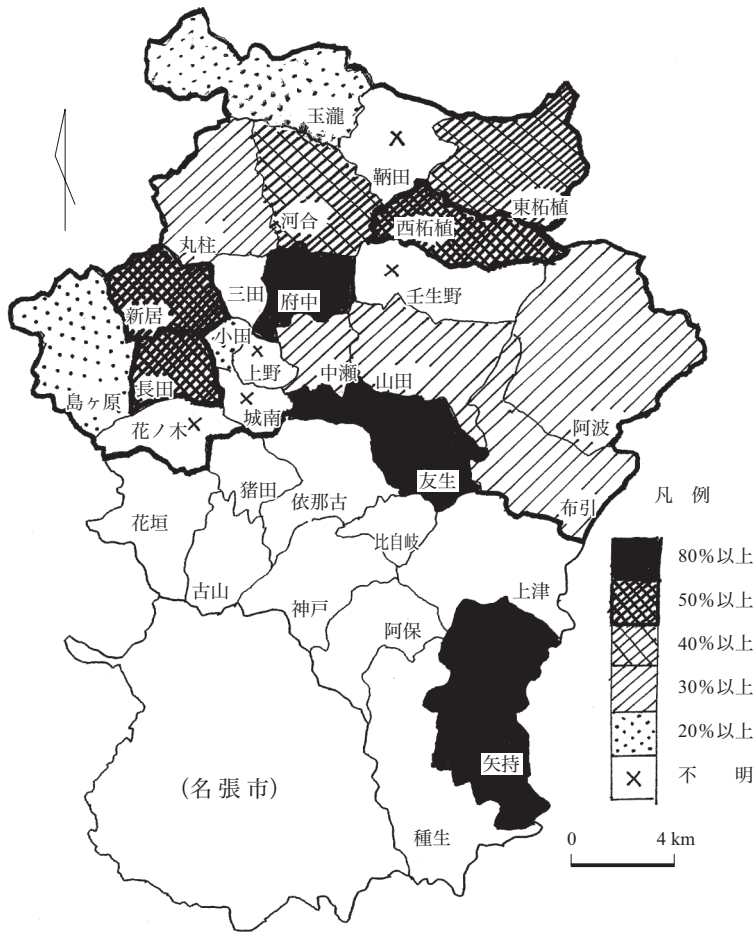 玉瀧
×
鞆田
東柘植
河合
西柘植
丸柱
×
三田
府中
壬生野
新居
小田
×
上野
中瀬
山田
長田
島ヶ原
×
城南
花ノ木
×
阿波
友生
猪田
依那古
布引
花垣
比自岐
古山
神戸
上津
阿保
矢持
(名張市)
種生
凡 例
80%以上
50%以上
40%以上
30%以上
20%以上
× 不 明
0 4 km